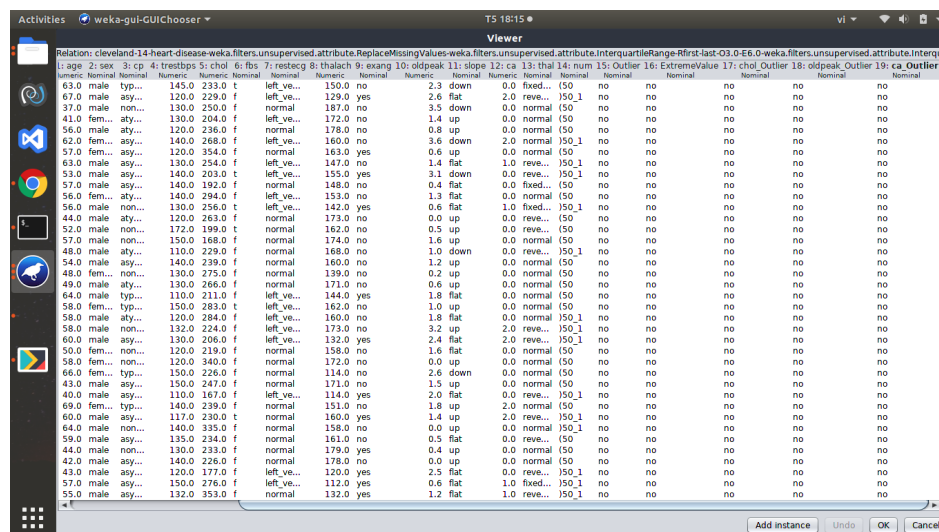 Activities weka-gui-GUIChooser T5 18:15 vi
Viewer
Relation: cleveland-14-heart-disease-weka.filters.unsupervised.attribute.ReplaceMissingValues-weka.filters.unsupervised.attribute.InterquartileRange-Rfirst-last-O3.0-E6.0-weka.filters.unsupervised.attribute.Interqu
1: age 2: sex 3: cp 4: trestbps 5: chol 6: fbs 7: restecg 8: thalach 9: exang 10: oldpeak 11: slope 12: ca 13: thal 14: num 15: Outlier 16: ExtremeValue 17: chol_Outlier 18: oldpeak_Outlier 19: ca_Outlier
Numeric Nominal Nominal Numeric Numeric Nominal Nominal Numeric Nominal Numeric Nominal Numeric Nominal Nominal Nominal Nominal Nominal Nominal Nominal
63.0 male typ... 145.0 233.0 t left_ve... 150.0 no 2.3 down 0.0 fixed... (50 no no no no no
67.0 male asy... 120.0 229.0 f left_ve... 129.0 yes 2.6 flat 2.0 reve... )50_1 no no no no no
37.0 male non... 130.0 250.0 f normal 187.0 no 3.5 down 0.0 normal (50 no no no no no
41.0 fem... aty... 130.0 204.0 f left_ve... 172.0 no 1.4 up 0.0 normal (50 no no no no no
56.0 male aty... 120.0 236.0 f normal 178.0 no 0.8 up 0.0 normal (50 no no no no no
62.0 fem... asy... 140.0 268.0 f left_ve... 160.0 no 3.6 down 2.0 normal )50_1 no no no no no
57.0 fem... asy... 120.0 354.0 f normal 163.0 yes 0.6 up 0.0 normal (50 no no no no no
63.0 male asy... 130.0 254.0 f left_ve... 147.0 no 1.4 flat 1.0 reve... )50_1 no no no no no
53.0 male asy... 140.0 203.0 t left_ve... 155.0 yes 3.1 down 0.0 reve... )50_1 no no no no no
57.0 male asy... 140.0 192.0 f normal 148.0 no 0.4 flat 0.0 fixed... (50 no no no no no
56.0 fem... aty... 140.0 294.0 f left_ve... 153.0 no 1.3 flat 0.0 normal (50 no no no no no
56.0 male non... 130.0 256.0 t left_ve... 142.0 yes 0.6 flat 1.0 fixed... )50_1 no no no no no
44.0 male aty... 120.0 263.0 f normal 173.0 no 0.0 up 0.0 reve... (50 no no no no no
52.0 male non... 172.0 199.0 t normal 162.0 no 0.5 up 0.0 reve... (50 no no no no no
57.0 male non... 150.0 168.0 f normal 174.0 no 1.6 up 0.0 normal (50 no no no no no
48.0 male aty... 110.0 229.0 f normal 168.0 no 1.0 down 0.0 reve... )50_1 no no no no no
54.0 male asy... 140.0 239.0 f normal 160.0 no 1.2 up 0.0 normal (50 no no no no no
48.0 fem... non... 130.0 275.0 f normal 139.0 no 0.2 up 0.0 normal (50 no no no no no
49.0 male aty... 130.0 266.0 f normal 171.0 no 0.6 up 0.0 normal (50 no no no no no
64.0 male typ... 110.0 211.0 f left_ve... 144.0 yes 1.8 flat 0.0 normal (50 no no no no no
58.0 fem... typ... 150.0 283.0 t left_ve... 162.0 no 1.0 up 0.0 normal (50 no no no no no
58.0 male aty... 120.0 284.0 f left_ve... 160.0 no 1.8 flat 0.0 normal )50_1 no no no no no
58.0 male non... 132.0 224.0 f left_ve... 173.0 no 3.2 up 2.0 reve... )50_1 no no no no no
60.0 male asy... 130.0 206.0 f left_ve... 132.0 yes 2.4 flat 2.0 reve... )50_1 no no no no no
50.0 fem... non... 120.0 219.0 f normal 158.0 no 1.6 flat 0.0 normal (50 no no no no no
58.0 fem... non... 120.0 340.0 f normal 172.0 no 0.0 up 0.0 normal (50 no no no no no
66.0 fem... typ... 150.0 226.0 f normal 114.0 no 2.6 down 0.0 normal (50 no no no no no
43.0 male asy... 150.0 247.0 f normal 171.0 no 1.5 up 0.0 normal (50 no no no no no
40.0 male asy... 110.0 167.0 f left_ve... 114.0 yes 2.0 flat 0.0 reve... )50_1 no no no no no
69.0 fem... typ... 140.0 239.0 f normal 151.0 no 1.8 up 2.0 normal (50 no no no no no
60.0 male asy... 117.0 230.0 t normal 160.0 yes 1.4 up 2.0 reve... )50_1 no no no no no
64.0 male non... 140.0 335.0 f normal 158.0 no 0.0 up 0.0 normal )50_1 no no no no no
59.0 male asy... 135.0 234.0 f normal 161.0 no 0.5 flat 0.0 reve... (50 no no no no no
44.0 male non... 130.0 233.0 f normal 179.0 yes 0.4 up 0.0 normal (50 no no no no no
42.0 male asy... 140.0 226.0 f normal 178.0 no 0.0 up 0.0 normal (50 no no no no no
43.0 male asy... 120.0 177.0 f left_ve... 120.0 yes 2.5 flat 0.0 reve... )50_1 no no no no no
57.0 male asy... 150.0 276.0 f left_ve... 112.0 yes 0.6 flat 1.0 fixed... )50_1 no no no no no
55.0 male asy... 132.0 353.0 f normal 132.0 yes 1.2 flat 1.0 reve... )50_1 no no no no no
Add instance Undo OK Cancel